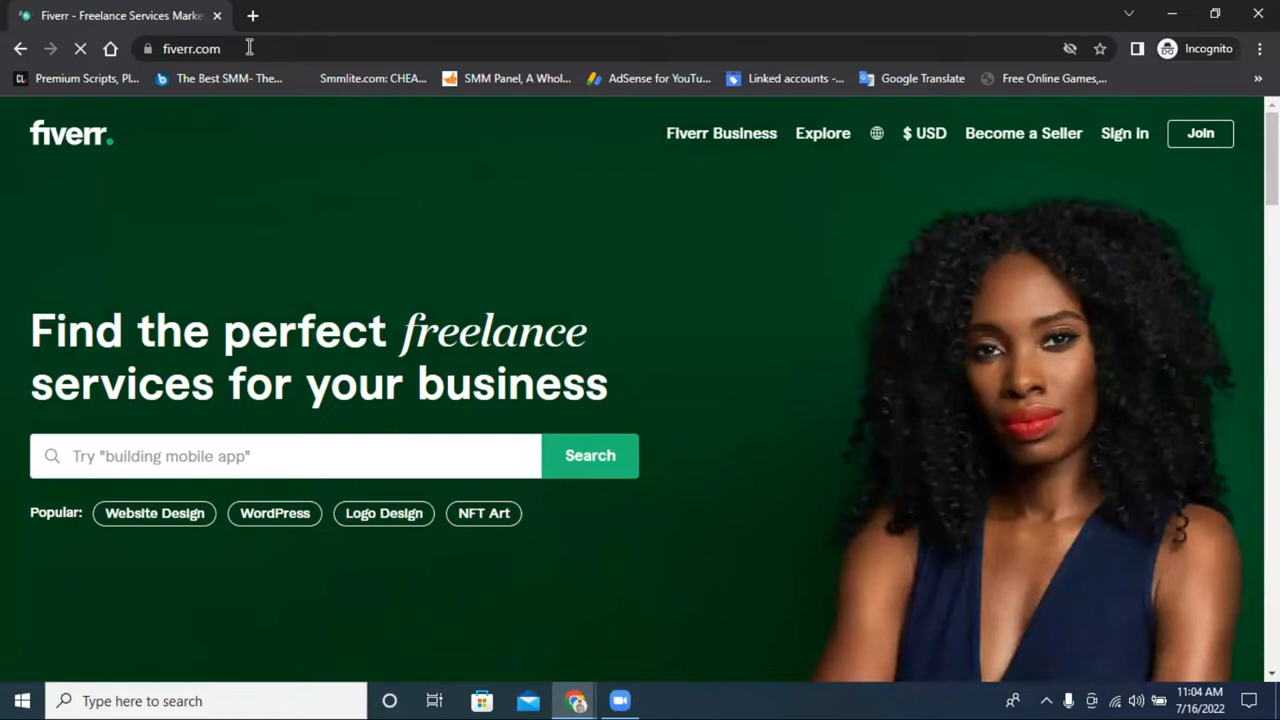 Fiverr - Freelance Services Marke
fiverr.com
Incognito
Premium Scripts, Pl...
The Best SMM- The...
Smmlite.com: CHEA...
SMM Panel, A Whol...
AdSense for YouTu...
Linked accounts -...
Google Translate
Free Online Games,...
»
fiverr.
Fiverr Business
Explore
$ USD
Become a Seller
Sign In
Join
Find the perfect freelance
services for your business
Try "building mobile app"
Search
Popular:
Website Design
WordPress
Logo Design
NFT Art
Type here to search
11:04 AM
7/16/2022